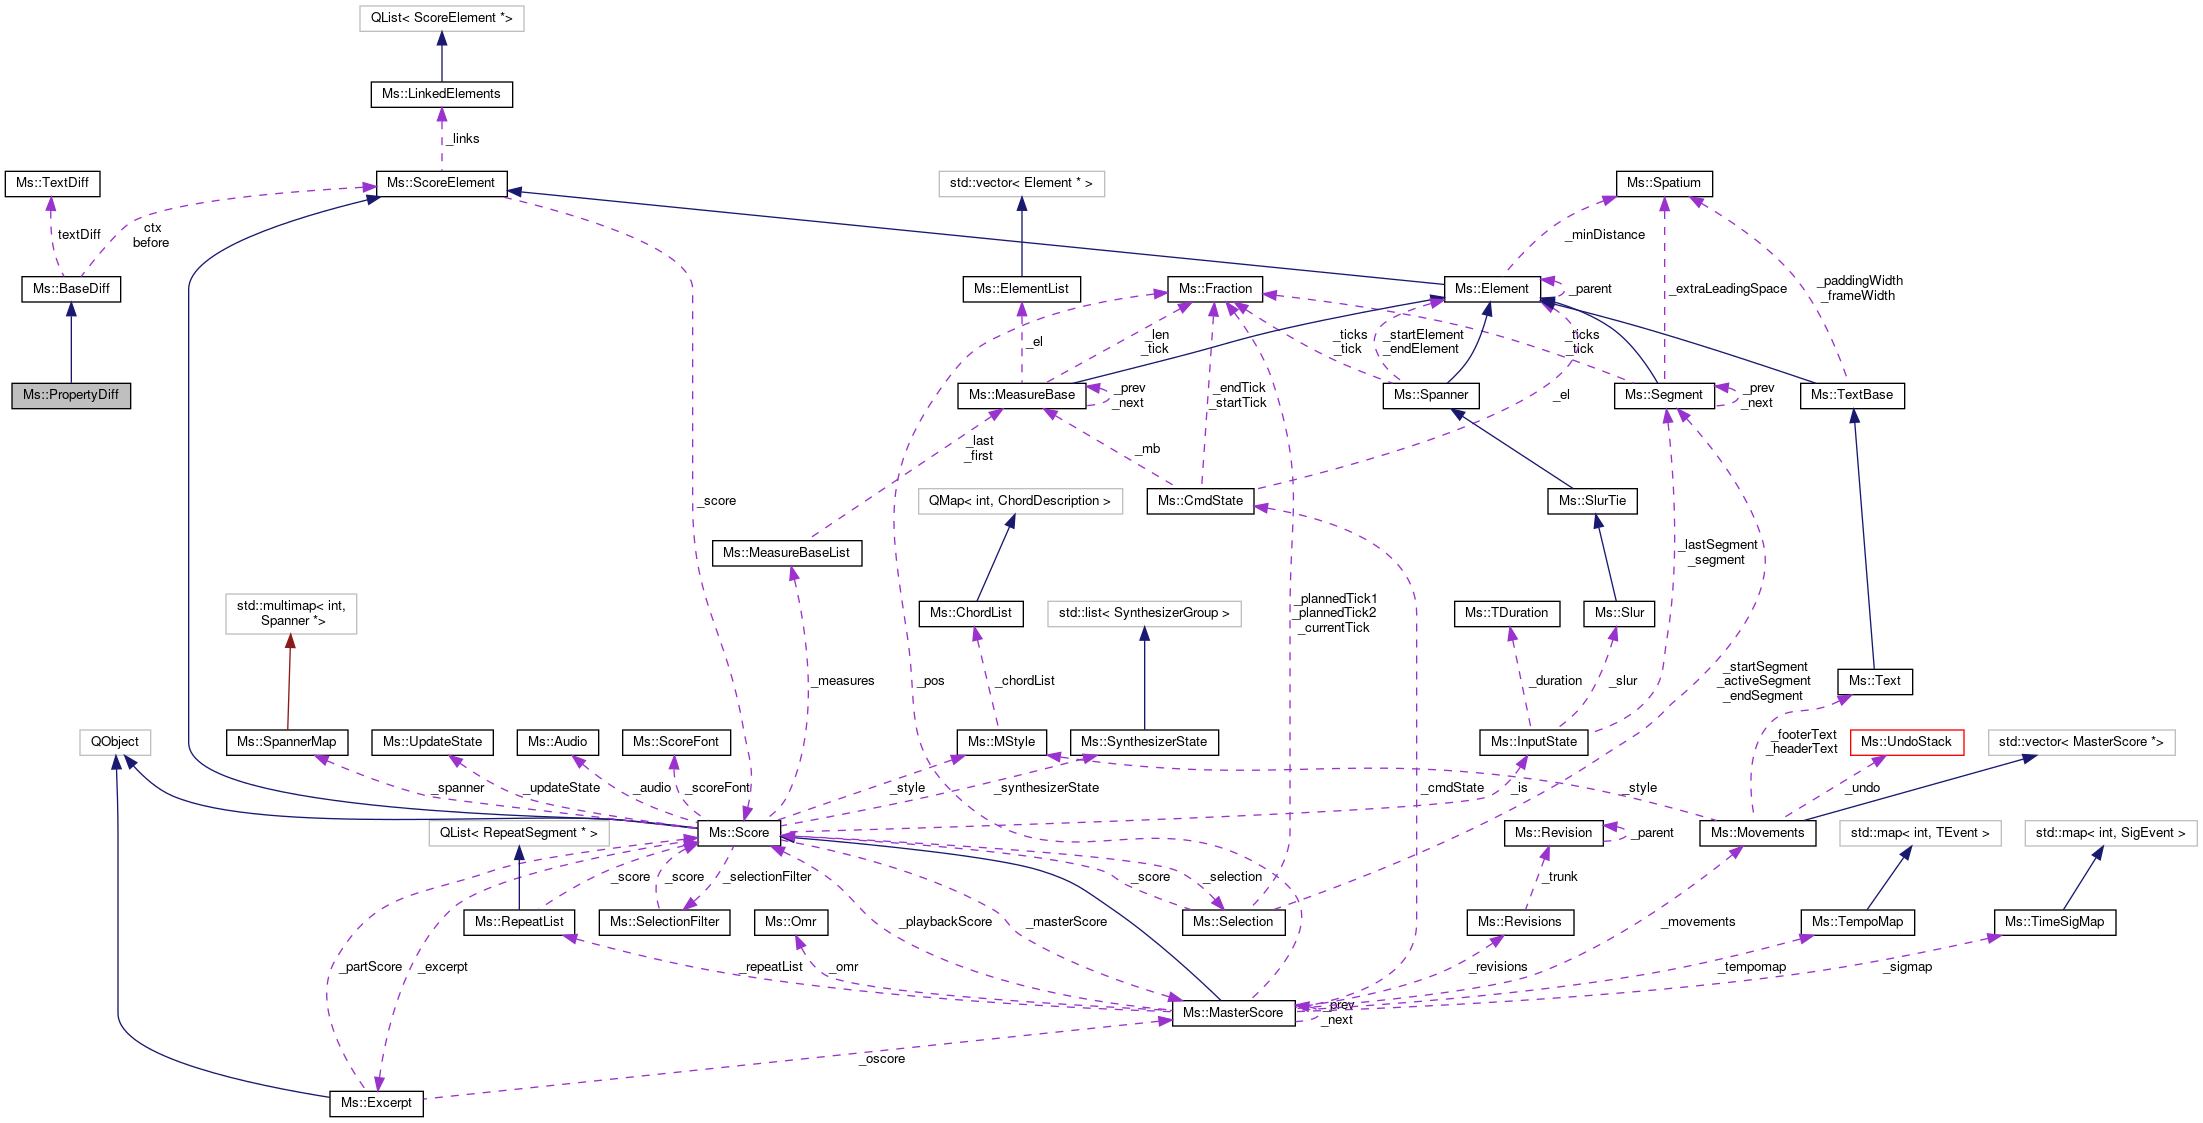 QList< ScoreElement *>
Ms::LinkedElements
_links
Ms::TextDiff
Ms::ScoreElement
std::vector< Element * >
Ms::Spatium
textDiff
ctx
before
_minDistance
Ms::BaseDiff
Ms::ElementList
Ms::Fraction
Ms::Element
_parent
_extraLeadingSpace
_paddingWidth
_frameWidth
_el
_len
_tick
_ticks
_tick
_startElement
_endElement
_ticks
_tick
Ms::PropertyDiff
Ms::MeasureBase
_prev
_next
_endTick
_startTick
Ms::Spanner
_el
Ms::Segment
_prev
_next
Ms::TextBase
_last
_first
_mb
_score
QMap< int, ChordDescription >
Ms::CmdState
Ms::SlurTie
Ms::MeasureBaseList
_lastSegment
_segment
std::multimap< int,
Spanner *>
Ms::ChordList
std::list< SynthesizerGroup >
_plannedTick1
_plannedTick2
_currentTick
Ms::TDuration
Ms::Slur
_measures
_pos
_chordList
_duration
_slur
_startSegment
_activeSegment
_endSegment
Ms::Text
QObject
Ms::SpannerMap
Ms::UpdateState
Ms::Audio
Ms::ScoreFont
Ms::MStyle
Ms::SynthesizerState
Ms::InputState
_footerText
_headerText
Ms::UndoStack
std::vector< MasterScore *>
_spanner
_updateState
_audio
_scoreFont
_style
_synthesizerState
_cmdState
_is
_style
_undo
QList< RepeatSegment * >
Ms::Score
Ms::Revision
_parent
Ms::Movements
std::map< int, TEvent >
std::map< int, SigEvent >
_score
_score
_selectionFilter
_score
_selection
_trunk
Ms::RepeatList
Ms::SelectionFilter
Ms::Omr
_playbackScore
_masterScore
Ms::Selection
Ms::Revisions
_movements
Ms::TempoMap
Ms::TimeSigMap
_partScore
_excerpt
_repeatList
_omr
_revisions
_tempomap
_sigmap
Ms::MasterScore
_prev
_next
_oscore
Ms::Excerpt